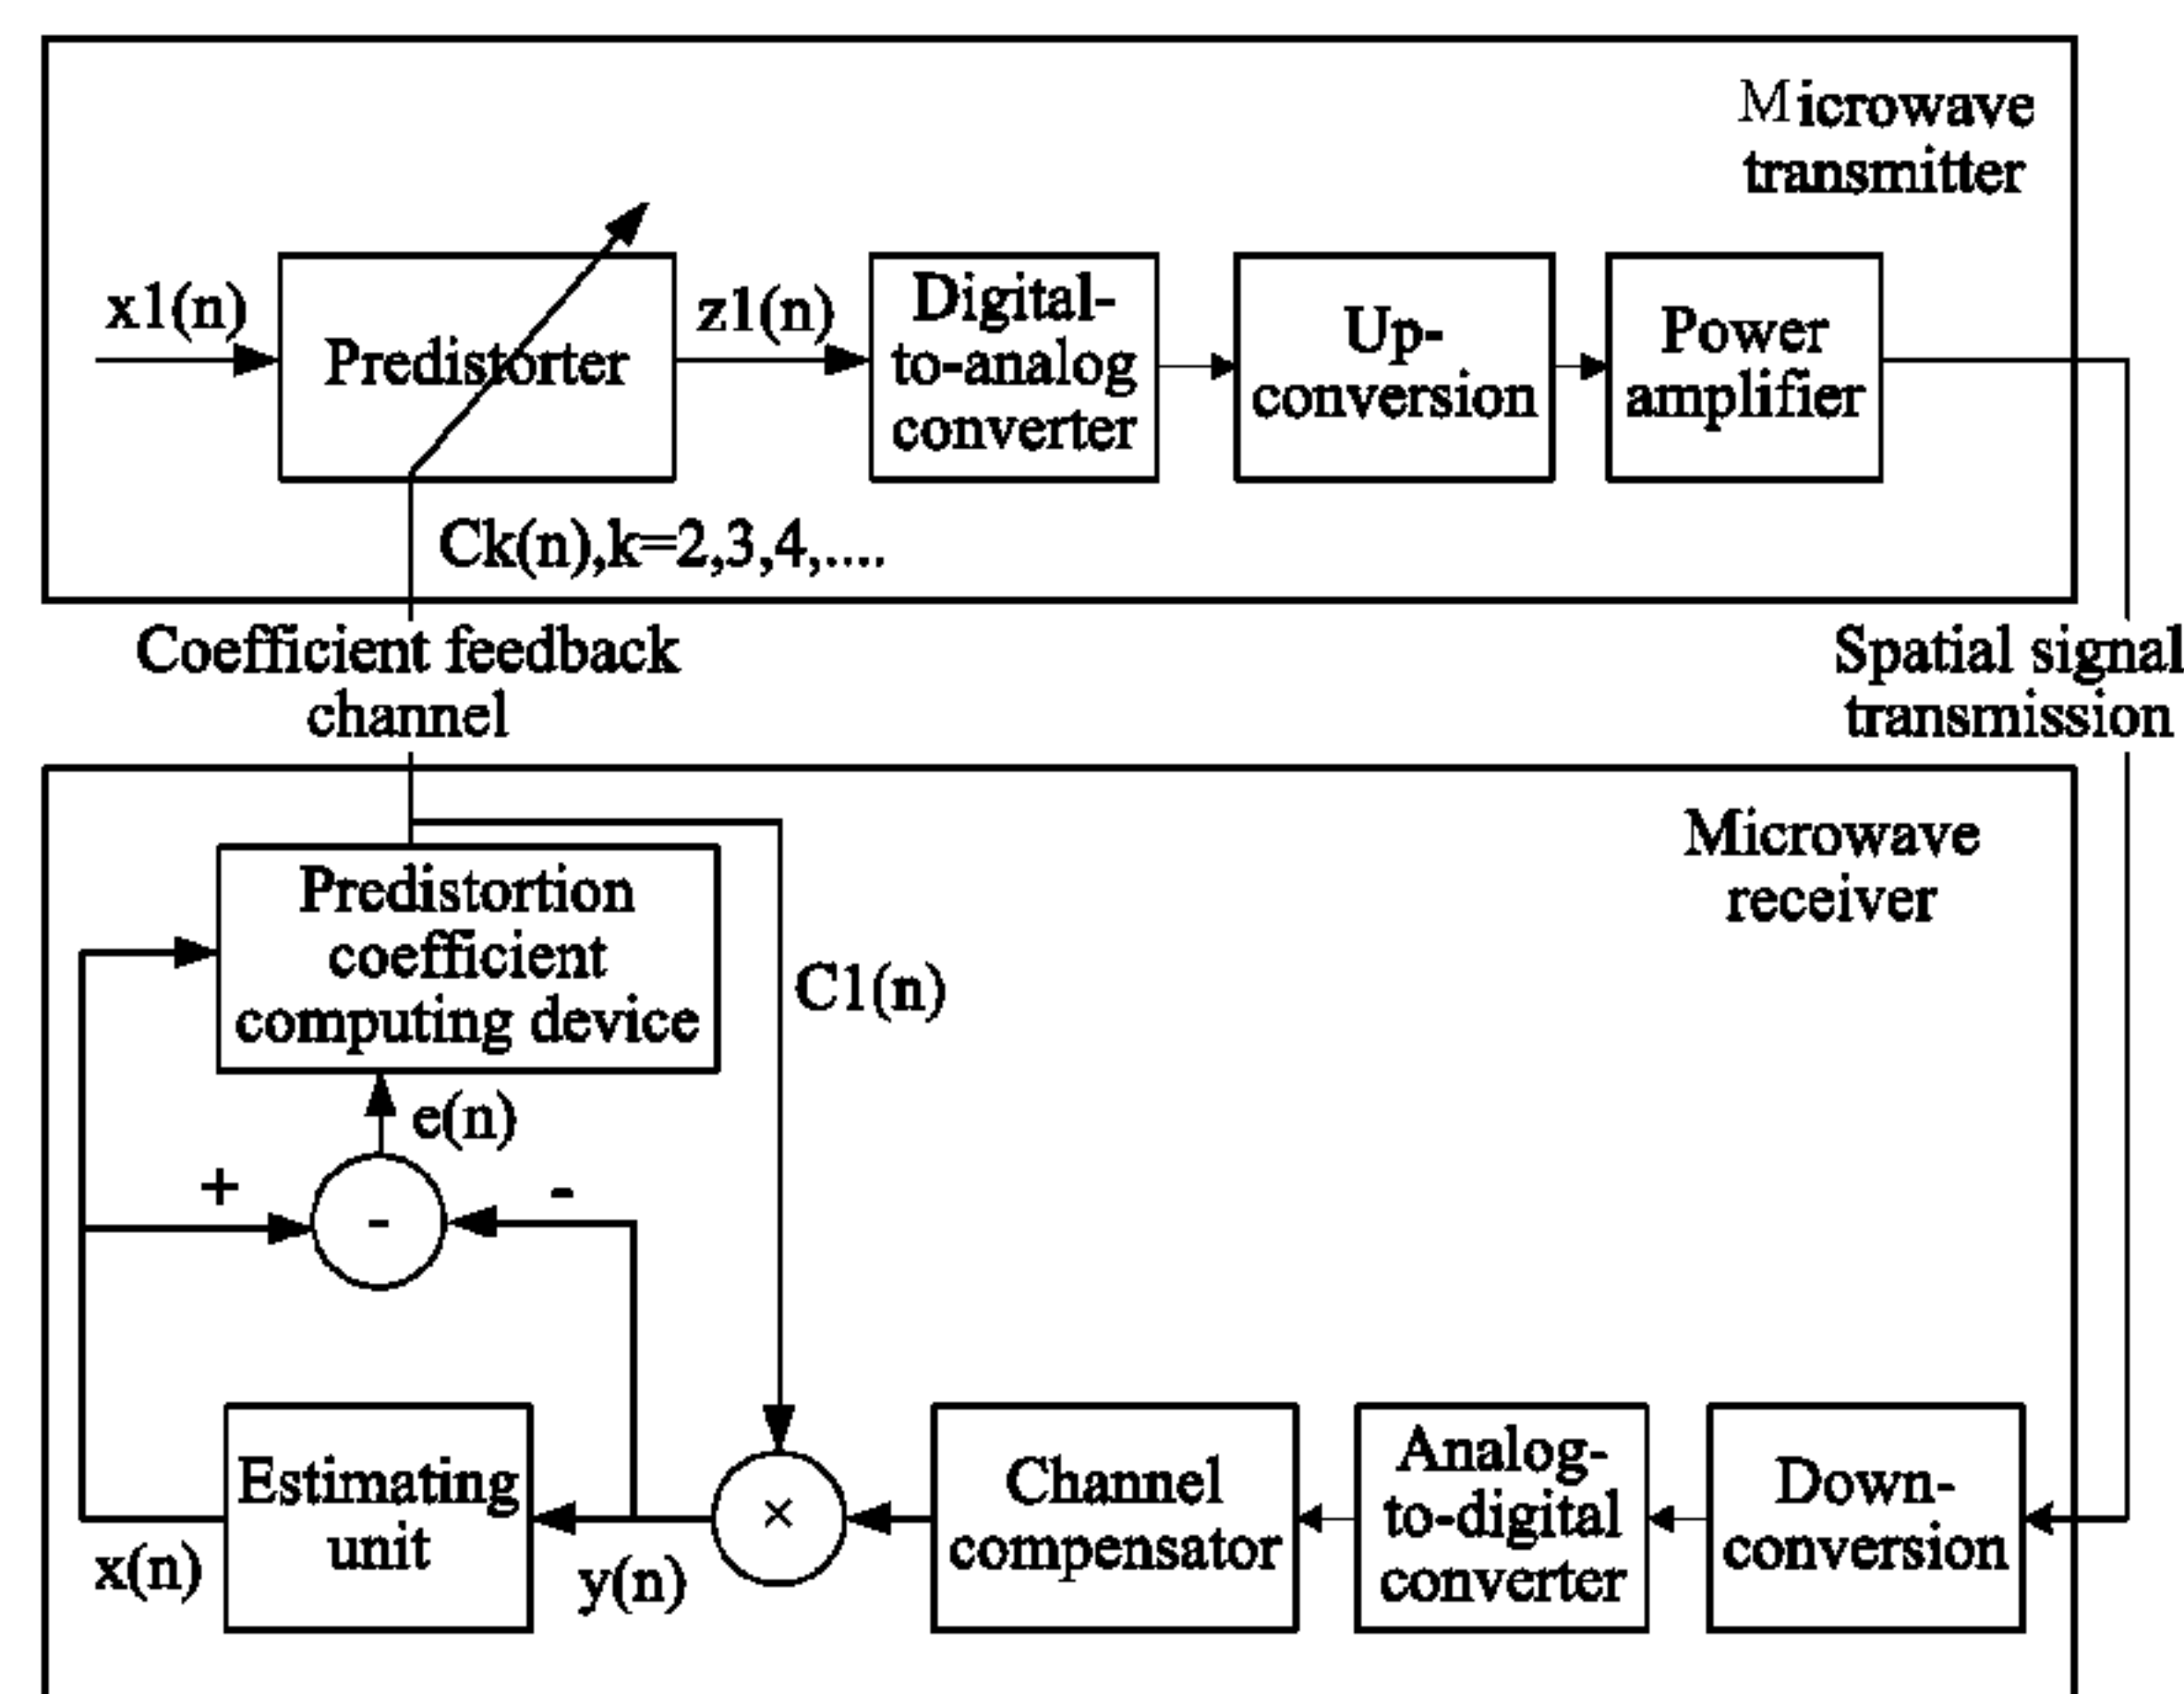 Microwave
transmitter
x1(n)
Predistorter
z1(n)
Digital-
to-analog
converter
Up-
conversion
Power
amplifier
Ck(n),k=2,3,4,....
Coefficient feedback
channel
Spatial signal
transmission
Microwave
receiver
Predistortion
coefficient
computing device
C1(n)
e(n)
+
-
-
Estimating
unit
x(n)
y(n)
×
Channel
compensator
Analog-
to-digital
converter
Down-
conversion